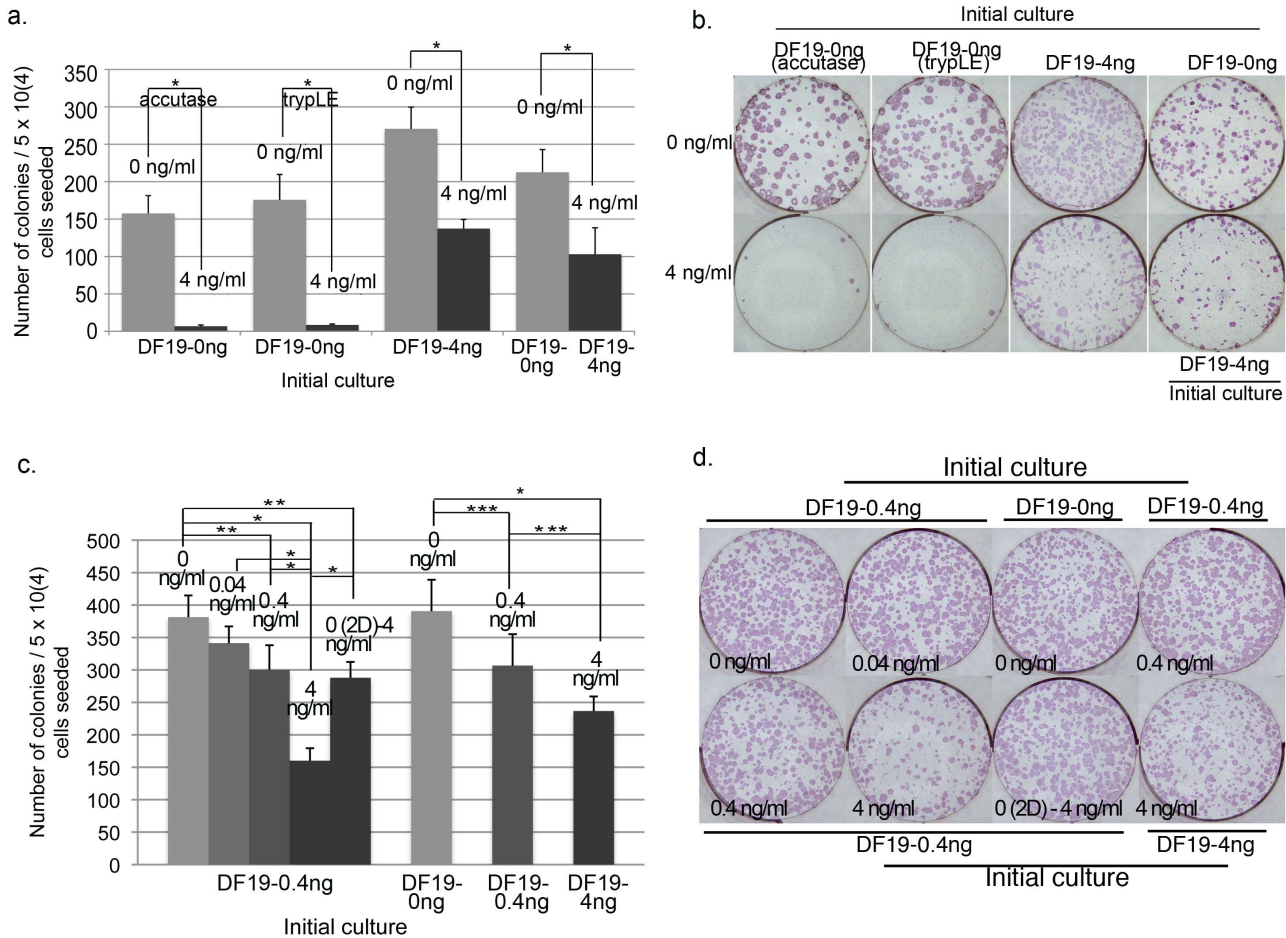 a.
350
300
250
200
150
100
50
0
Number of colonies / 5 x 10(4)
cells seeded
*
accutase
0 ng/ml
4 ng/ml
*
trypLE
0 ng/ml
4 ng/ml
*
0 ng/ml
4 ng/ml
*
0 ng/ml
4 ng/ml
DF19-0ng
DF19-0ng
DF19-4ng
DF19-
0ng
DF19-
4ng
Initial culture
b.
Initial culture
DF19-0ng
(accutase)
DF19-0ng
(trypLE)
DF19-4ng
DF19-0ng
0 ng/ml
4 ng/ml
DF19-4ng
Initial culture
c.
500
450
400
350
300
250
200
150
100
50
0
Number of colonies / 5 x 10(4)
cells seeded
**
*
**
*
*
*
0
ng/ml
0.04
ng/ml
0.4
ng/ml
4
ng/ml
0 (2D)-4
ng/ml
*
***
***
0
ng/ml
0.4
ng/ml
4
ng/ml
DF19-0.4ng
DF19-
0ng
DF19-
0.4ng
DF19-
4ng
Initial culture
d.
Initial culture
DF19-0.4ng
DF19-0ng
DF19-0.4ng
0 ng/ml
0.04 ng/ml
0 ng/ml
0.4 ng/ml
0.4 ng/ml
4 ng/ml
0 (2D) - 4 ng/ml
4 ng/ml
DF19-0.4ng
DF19-4ng
Initial culture